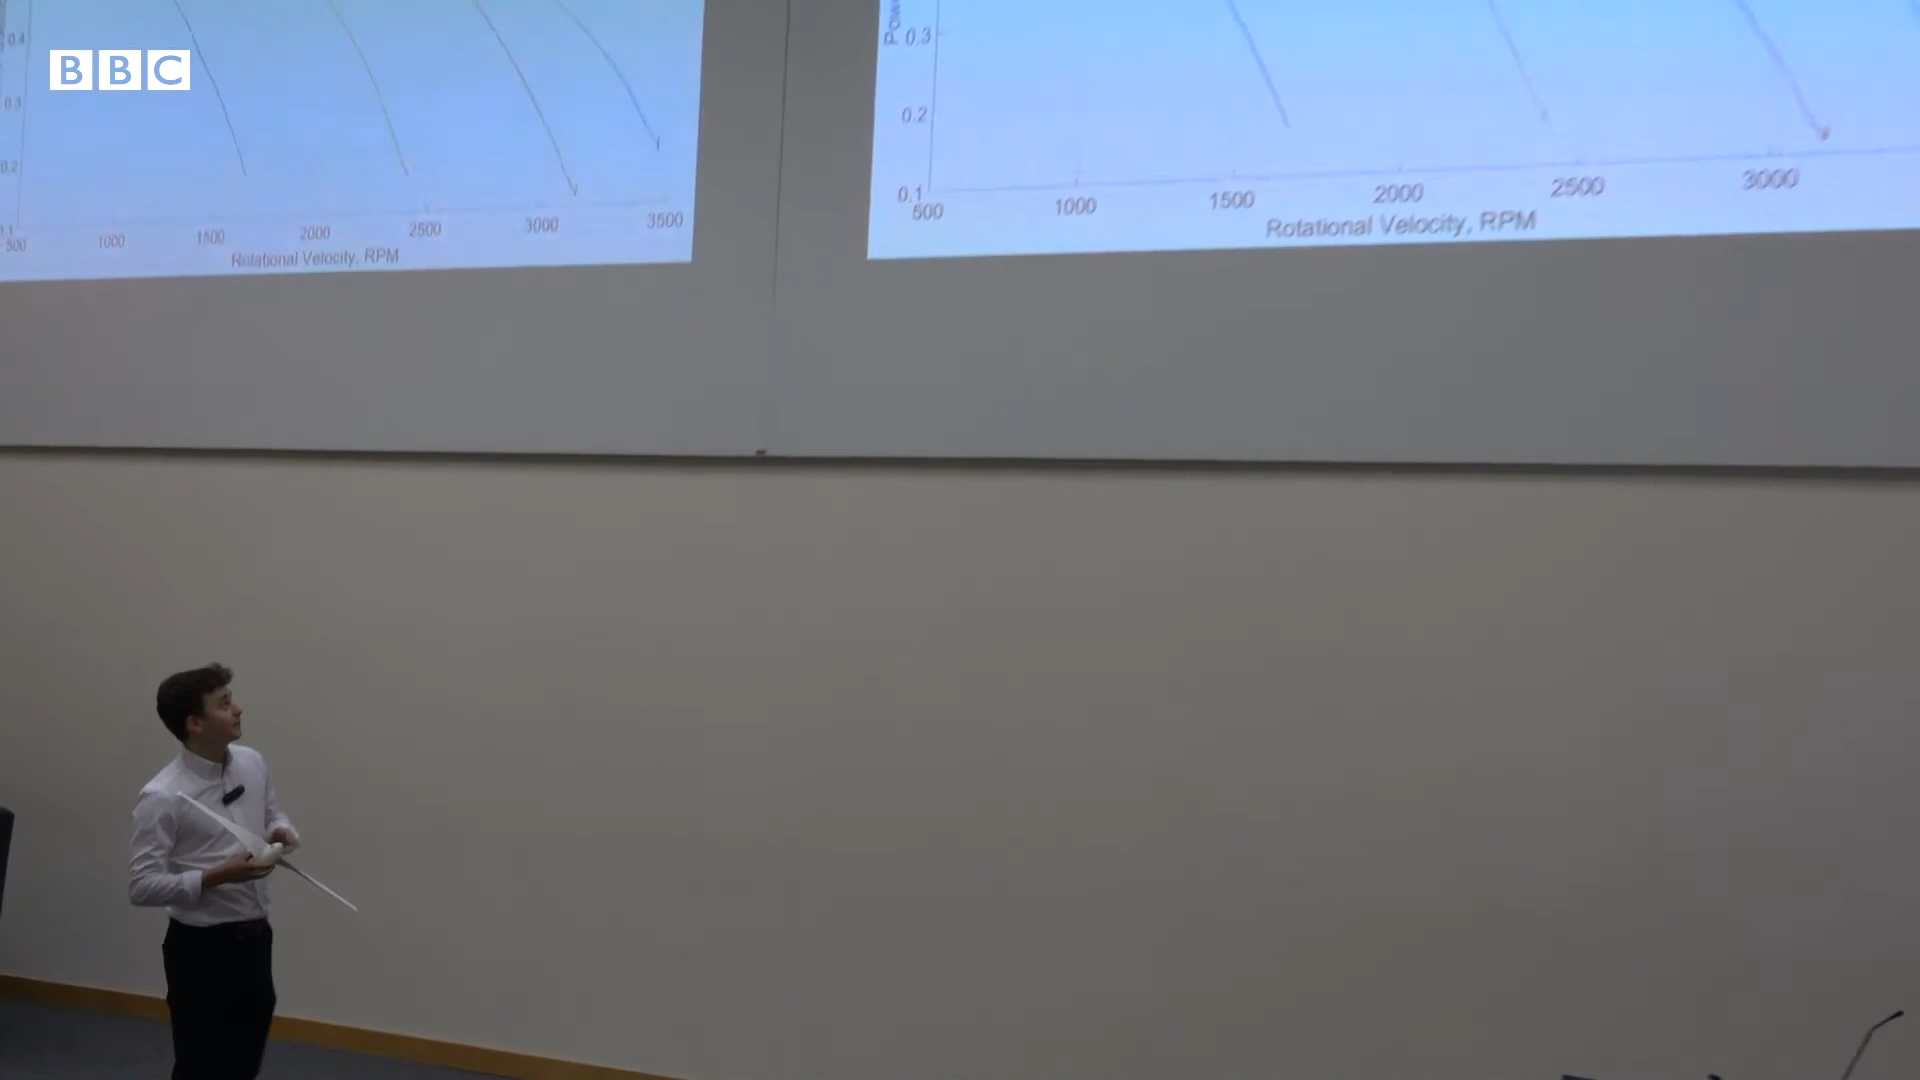 BBC
0.4
0.3
0.2
500 1000 1500 2000 2500 3000 3500
Rotational Velocity, RPM
0.3
0.2
0.1
500 1000 1500 2000 2500 3000
Rotational Velocity, RPM